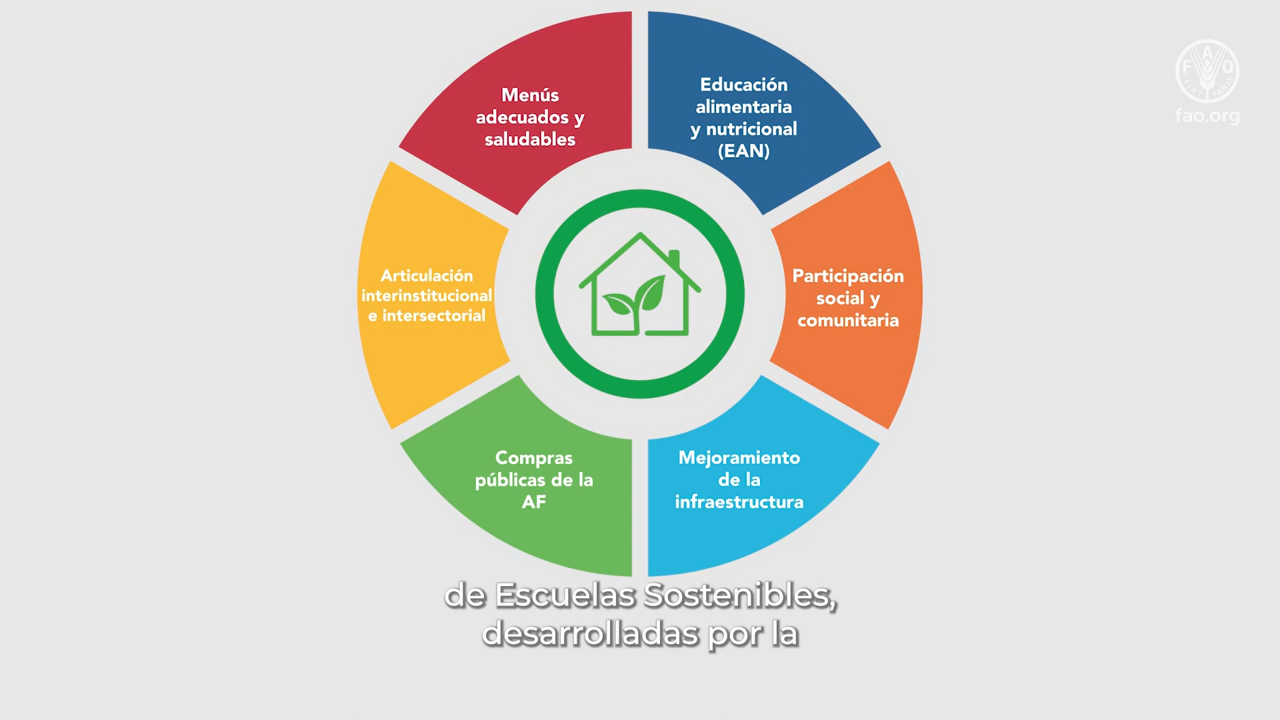 Menús
adecuados y
saludables
Educación
alimentaria
y nutricional
(EAN)
Articulación
interinstitucional
e intersectorial
Participación
social y
comunitaria
Compras
públicas de la
AF
Mejoramiento
de la
infraestructura
de Escuelas Sostenibles,
desarrolladas por la
F A O
fao.org